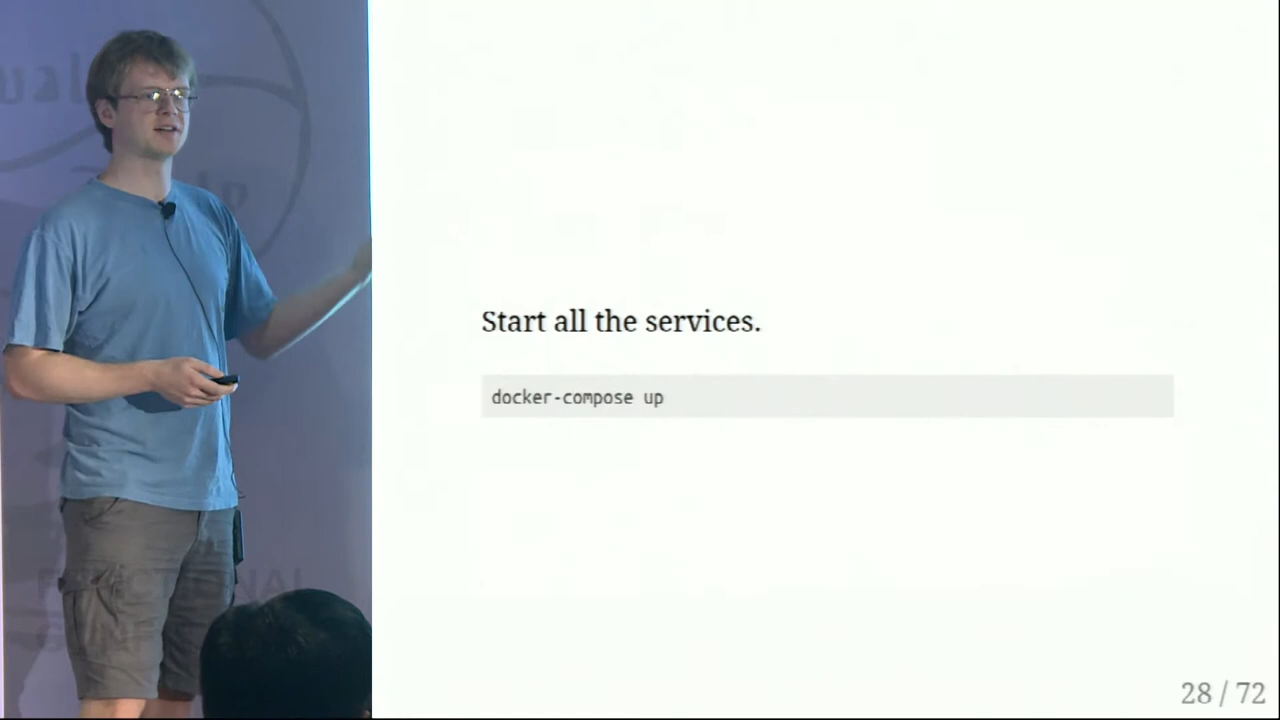 Start all the services.
docker-compose up
28 / 72